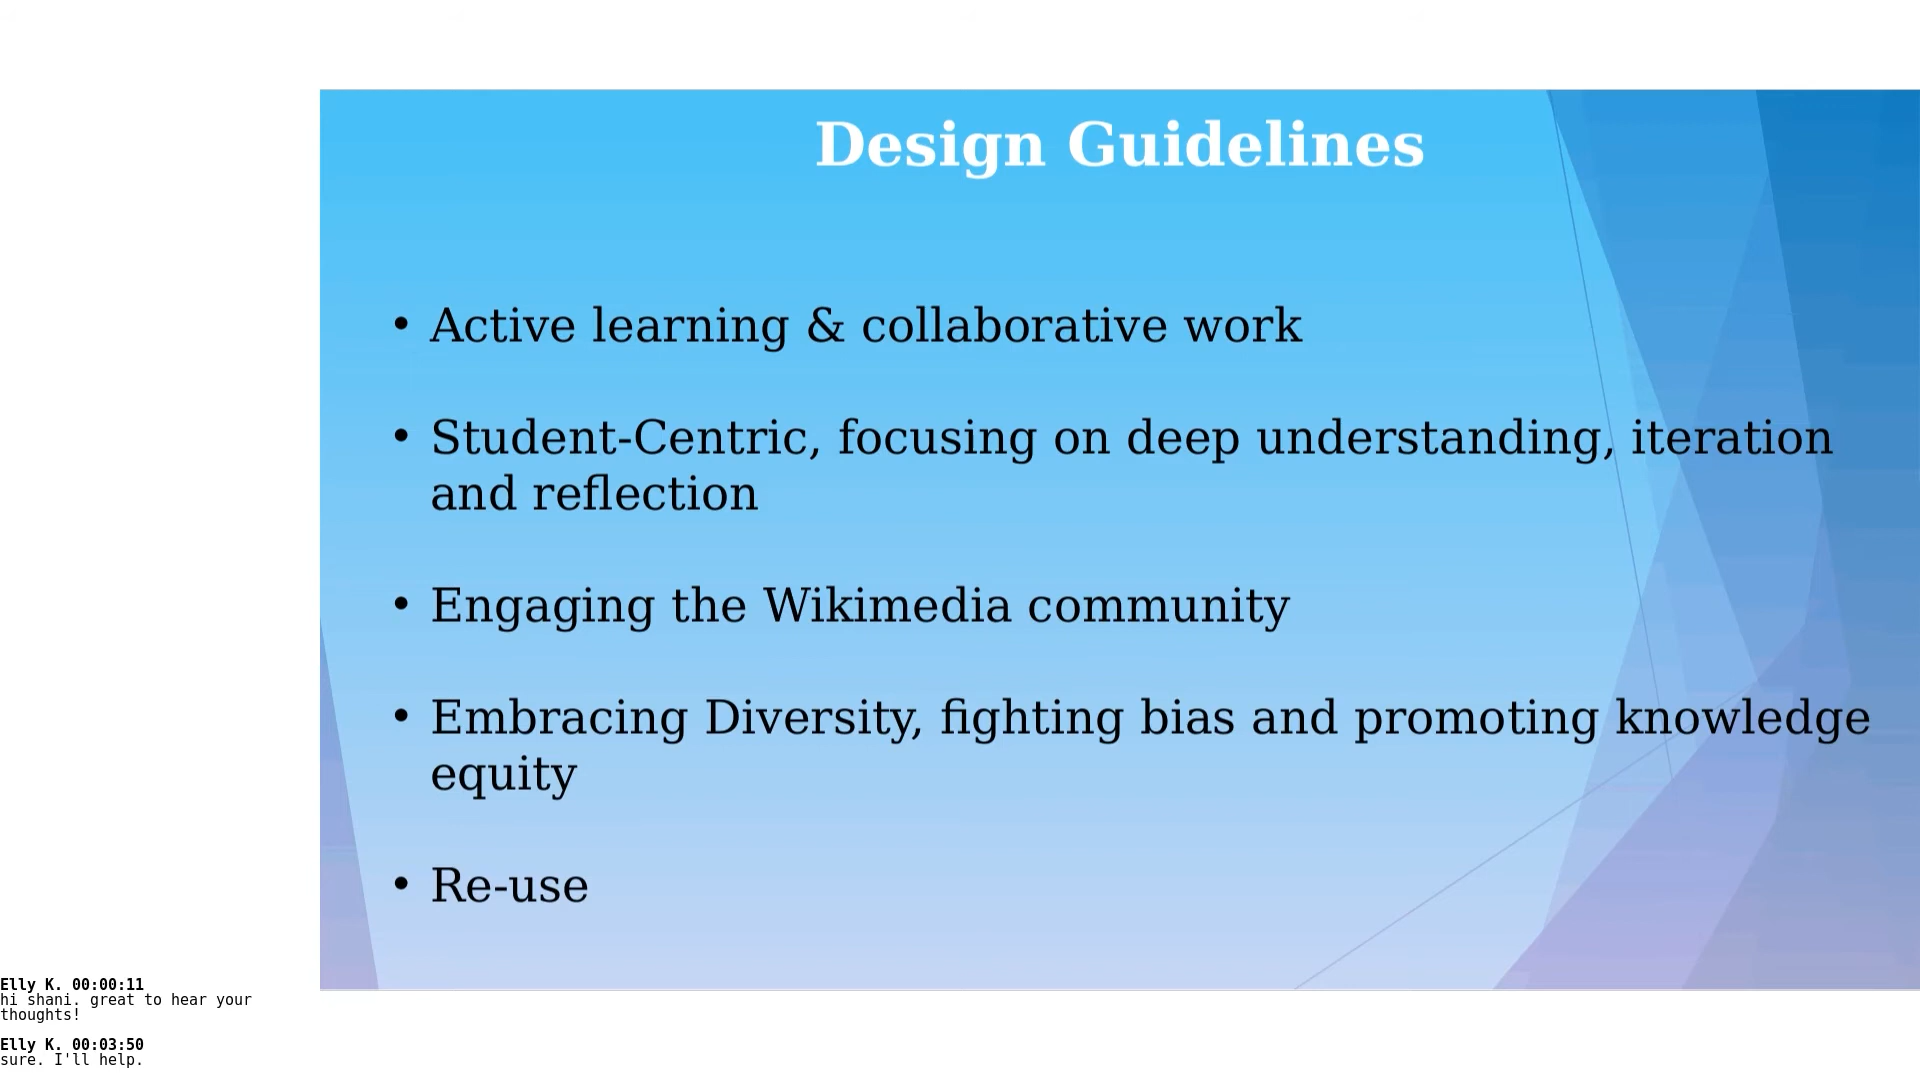 Design Guidelines
• Active learning & collaborative work
• Student-Centric, focusing on deep understanding, iteration
and reflection
• Engaging the Wikimedia community
• Embracing Diversity, fighting bias and promoting knowledge
equity
• Re-use
Elly K. 00:00:11
hi shani. great to hear your
thoughts!
Elly K. 00:03:50
sure. I'll help.